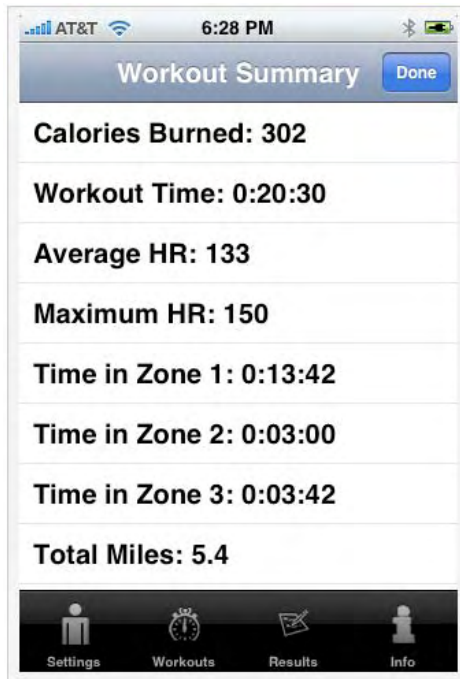 AT&T 6:28 PM
Workout Summary Done
Calories Burned: 302
Workout Time: 0:20:30
Average HR: 133
Maximum HR: 150
Time in Zone 1: 0:13:42
Time in Zone 2: 0:03:00
Time in Zone 3: 0:03:42
Total Miles: 5.4
Settings Workouts Results Info